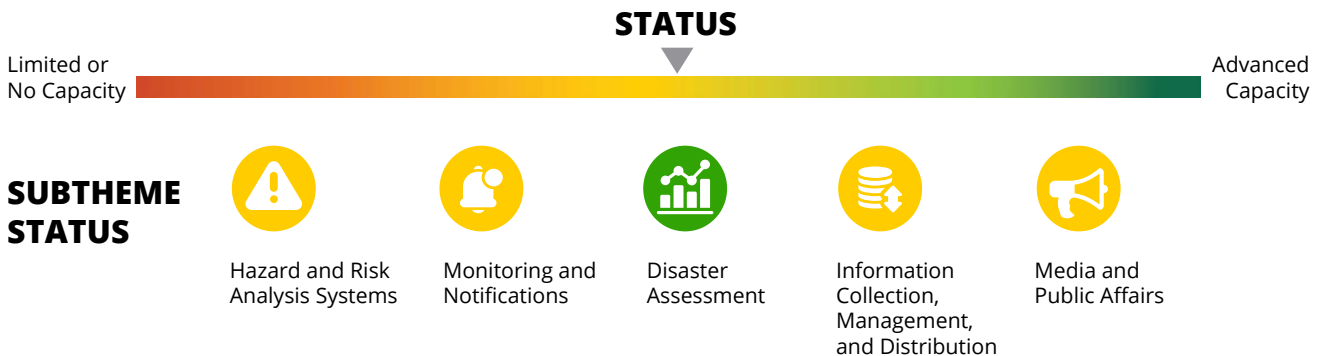 STATUS
Limited or
No Capacity
Advanced
Capacity
SUBTHEME
STATUS
Hazard and Risk
Analysis Systems
Monitoring and
Notifications
Disaster
Assessment
Information
Collection,
Management,
and Distribution
Media and
Public Affairs